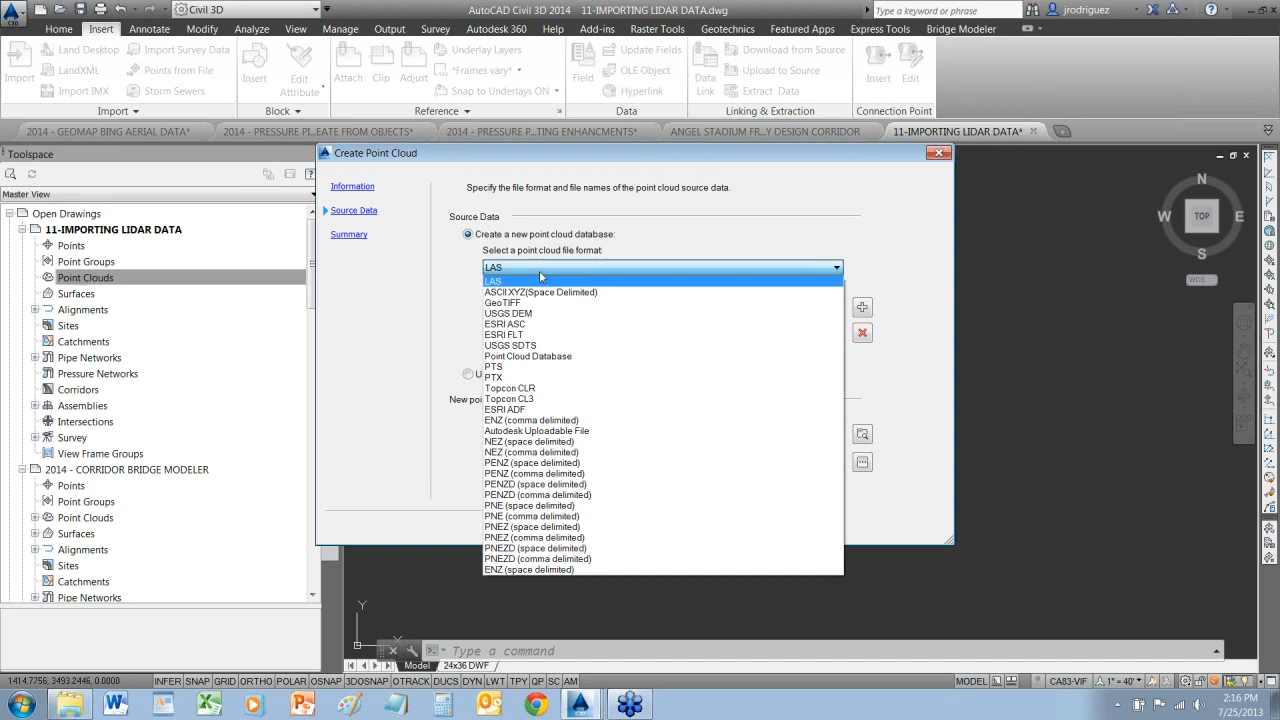 Civil 3D
AutoCAD Civil 3D 2014 11-IMPORTING LIDAR DATA.dwg
Type a keyword or phrase
jrodriguez
Home Insert Annotate Modify Analyze View Manage Output Survey Autodesk 360 Help Add-ins Raster Tools Geotechnics Featured Apps Express Tools Bridge Modeler
Import
Land Desktop
LandXML
Import IMX
Import Survey Data
Points from File
Storm Sewers
Import
Insert
Edit
Attribute
Block
Attach
Clip
Adjust
Underlay Layers
*Frames vary*
Snap to Underlays ON
Reference
Field
Update Fields
OLE Object
Hyperlink
Data
Data
Link
Download from Source
Upload to Source
Extract Data
Linking & Extraction
Insert
Edit
Connection Point
2014 - GEOMAP BING AERIAL DATA* 2014 - PRESSURE PL...EATE FROM OBJECTS* 2014 - PRESSURE P...TING ENHANCMENTS* ANGEL STADIUM FR...Y DESIGN CORRIDOR 11-IMPORTING LIDAR DATA*
Toolspace
Master View
Open Drawings
11-IMPORTING LIDAR DATA
Points
Point Groups
Point Clouds
Surfaces
Alignments
Sites
Catchments
Pipe Networks
Pressure Networks
Corridors
Assemblies
Intersections
Survey
View Frame Groups
2014 - CORRIDOR BRIDGE MODELER
Points
Point Groups
Point Clouds
Surfaces
Alignments
Sites
Catchments
Pipe Networks
Create Point Cloud
Information
Source Data
Summary
Specify the file format and file names of the point cloud source data.
Source Data
Create a new point cloud database:
Select a point cloud file format:
LAS
LAS
ASCII XYZ(Space Delimited)
GeoTIFF
USGS DEM
ESRI ASC
ESRI FLT
USGS SDTS
Point Cloud Database
PTS
PTX
Topcon CLR
Topcon CL3
ESRI ADF
ENZ (comma delimited)
Autodesk Uploadable File
NEZ (space delimited)
NEZ (comma delimited)
PENZ (space delimited)
PENZ (comma delimited)
PENZD (space delimited)
PENZD (comma delimited)
PNE (space delimited)
PNE (comma delimited)
PNEZ (space delimited)
PNEZ (comma delimited)
PNEZD (space delimited)
PNEZD (comma delimited)
ENZ (space delimited)
U
New poi
N
W TOP E
S
WCS
Y
X
Type a command
Model 24x36 DWF
1414.7756, 3493.2446, 0.0000 INFER SNAP GRID ORTHO POLAR OSNAP 3DOSNAP OTRACK DUCS DYN LWT TPY QP SC AM MODEL CA83-VIF 1" = 40'
2:16 PM
7/25/2013